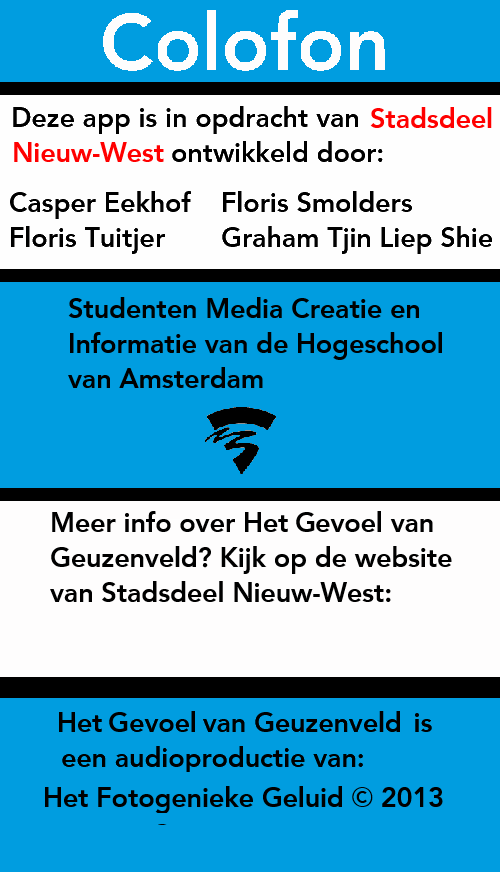 Colofon
Deze app is in opdracht van Stadsdeel
Nieuw-West ontwikkeld door:
Casper Eekhof Floris Smolders
Floris Tuitjer Graham Tjin Liep Shie
Studenten Media Creatie en
Informatie van de Hogeschool
van Amsterdam
Meer info over Het Gevoel van
Geuzenveld? Kijk op de website
van Stadsdeel Nieuw-West:
Het Gevoel van Geuzenveld is
een audioproductie van:
Het Fotogenieke Geluid © 2013